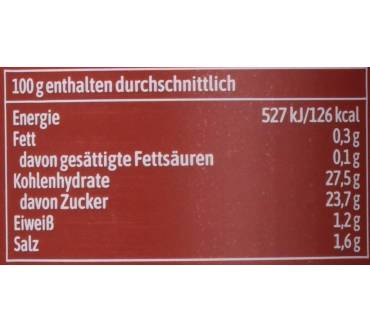 100 g enthalten durchschnittlich
Energie 527 kJ/126 kcal
Fett 0,3 g
davon gesättigte Fettsäuren 0,1 g
Kohlenhydrate 27,5 g
davon Zucker 23,7 g
Eiweiß 1,2 g
Salz 1,6 g